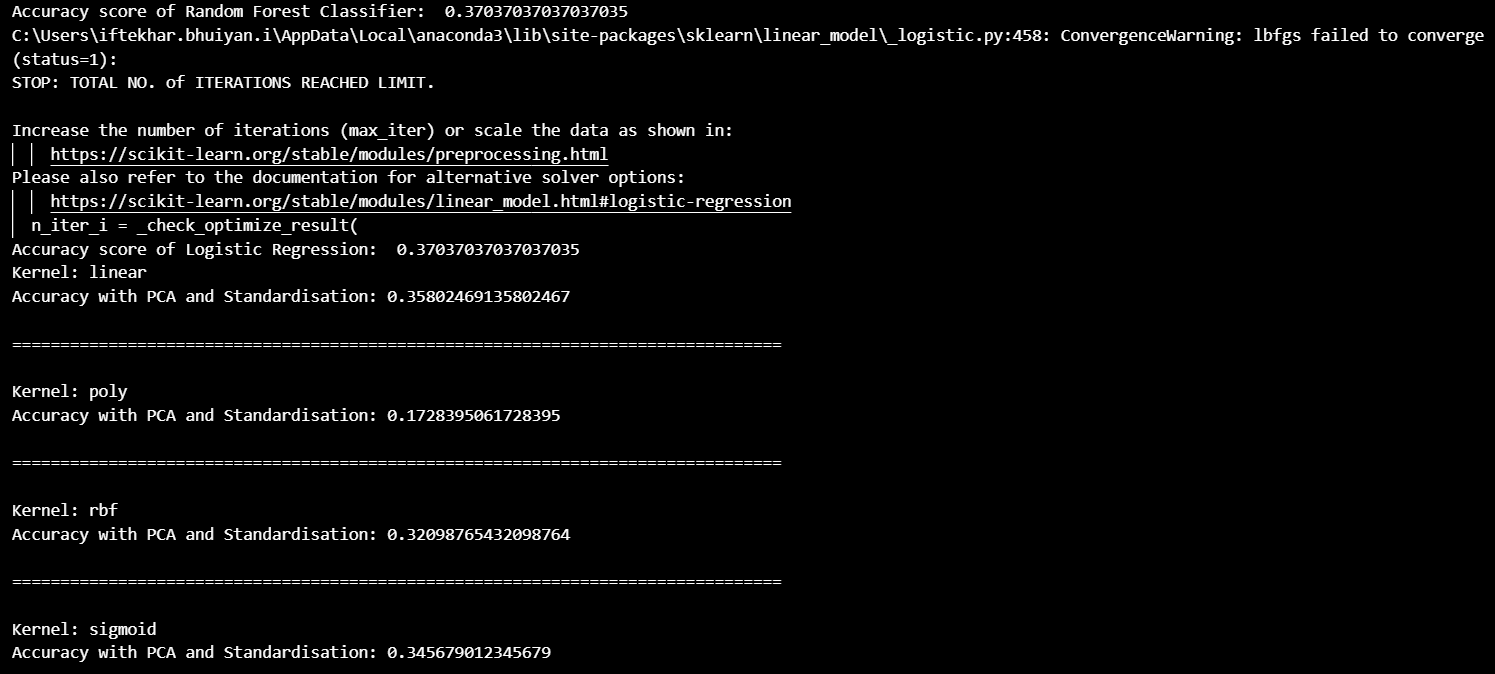 Accuracy score of Random Forest Classifier:  0.37037037037037035
C:\Users\iftekhar.bhuiyan.i\AppData\Local\anaconda3\lib\site-packages\sklearn\linear_model\_logistic.py:458: ConvergenceWarning: lbfgs failed to converge
(status=1):
STOP: TOTAL NO. of ITERATIONS REACHED LIMIT.
Increase the number of iterations (max_iter) or scale the data as shown in:
https://scikit-learn.org/stable/modules/preprocessing.html
Please also refer to the documentation for alternative solver options:
https://scikit-learn.org/stable/modules/linear_model.html#logistic-regression
n_iter_i = _check_optimize_result(
Accuracy score of Logistic Regression:  0.37037037037037035
Kernel: linear
Accuracy with PCA and Standardisation: 0.35802469135802467
================================================================================
Kernel: poly
Accuracy with PCA and Standardisation: 0.1728395061728395
================================================================================
Kernel: rbf
Accuracy with PCA and Standardisation: 0.32098765432098764
================================================================================
Kernel: sigmoid
Accuracy with PCA and Standardisation: 0.345679012345679